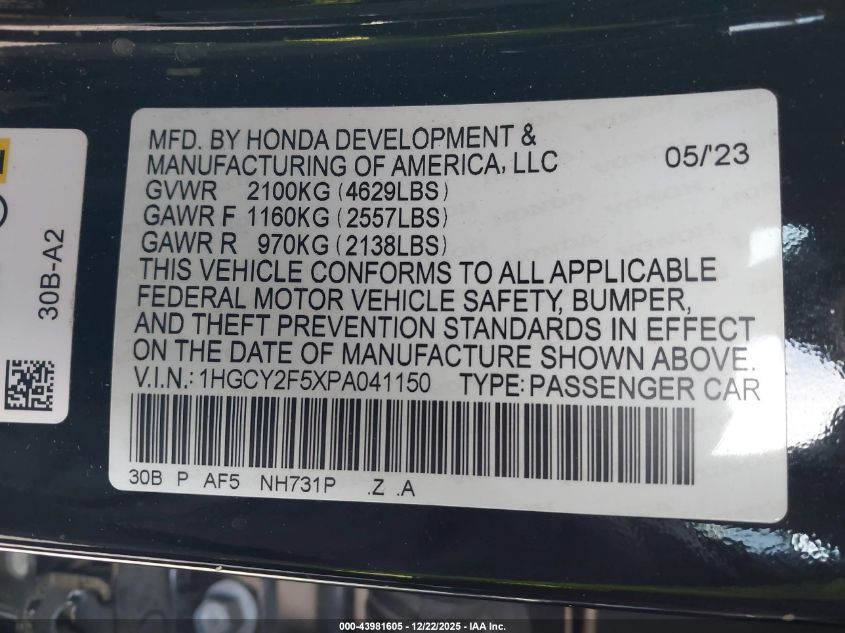 MFD. BY HONDA DEVELOPMENT &
MANUFACTURING OF AMERICA, LLC 05/'23
GVWR 2100KG (4629LBS)
GAWR F 1160KG (2557LBS)
GAWR R 970KG (2138LBS)
THIS VEHICLE CONFORMS TO ALL APPLICABLE
FEDERAL MOTOR VEHICLE SAFETY, BUMPER,
AND THEFT PREVENTION STANDARDS IN EFFECT
ON THE DATE OF MANUFACTURE SHOWN ABOVE.
V.I.N.: 1HGCY2F5XPA041150 TYPE: PASSENGER CAR
30B P AF5 NH731P .Z .A
30B-A2
000-43981605 - 12/22/2025 - IAA Inc.